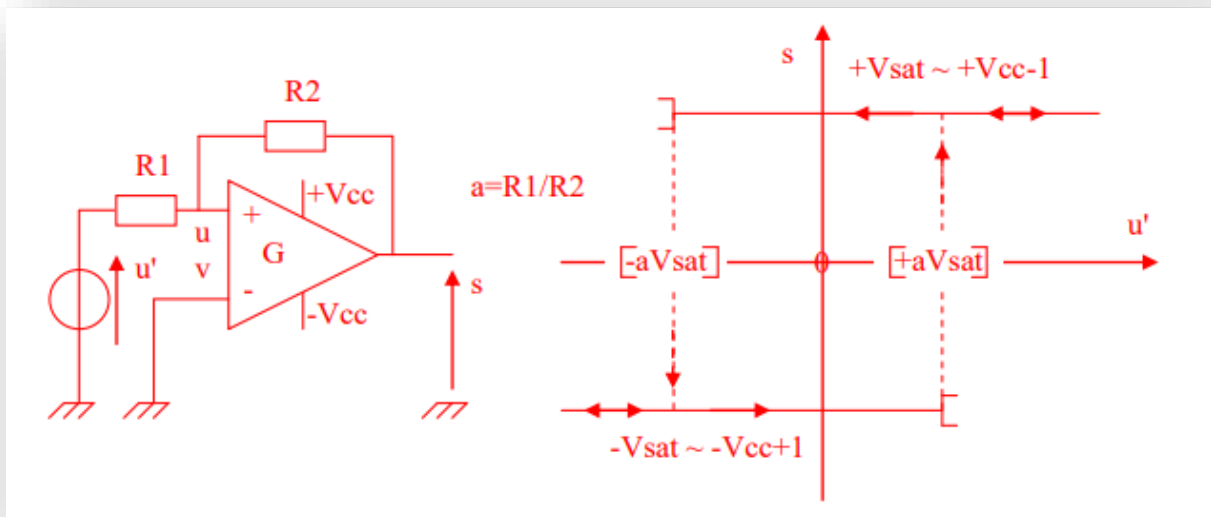 R2
R1
+Vcc
+
u
G
u'
v
-
-Vcc
s
a=R1/R2
s
+Vsat ~ +Vcc-1
u'
[-aVsat]
0
[+aVsat]
-Vsat ~ -Vcc+1